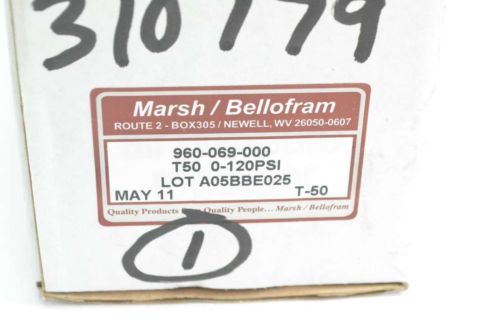 310779
Marsh / Bellofram
ROUTE 2 - BOX305 / NEWELL, WV 26050-0607
960-069-000
T50 0-120PSI
LOT A05BBE025
MAY 11 T-50
Quality Products Quality People... Marsh / Bellofram
1